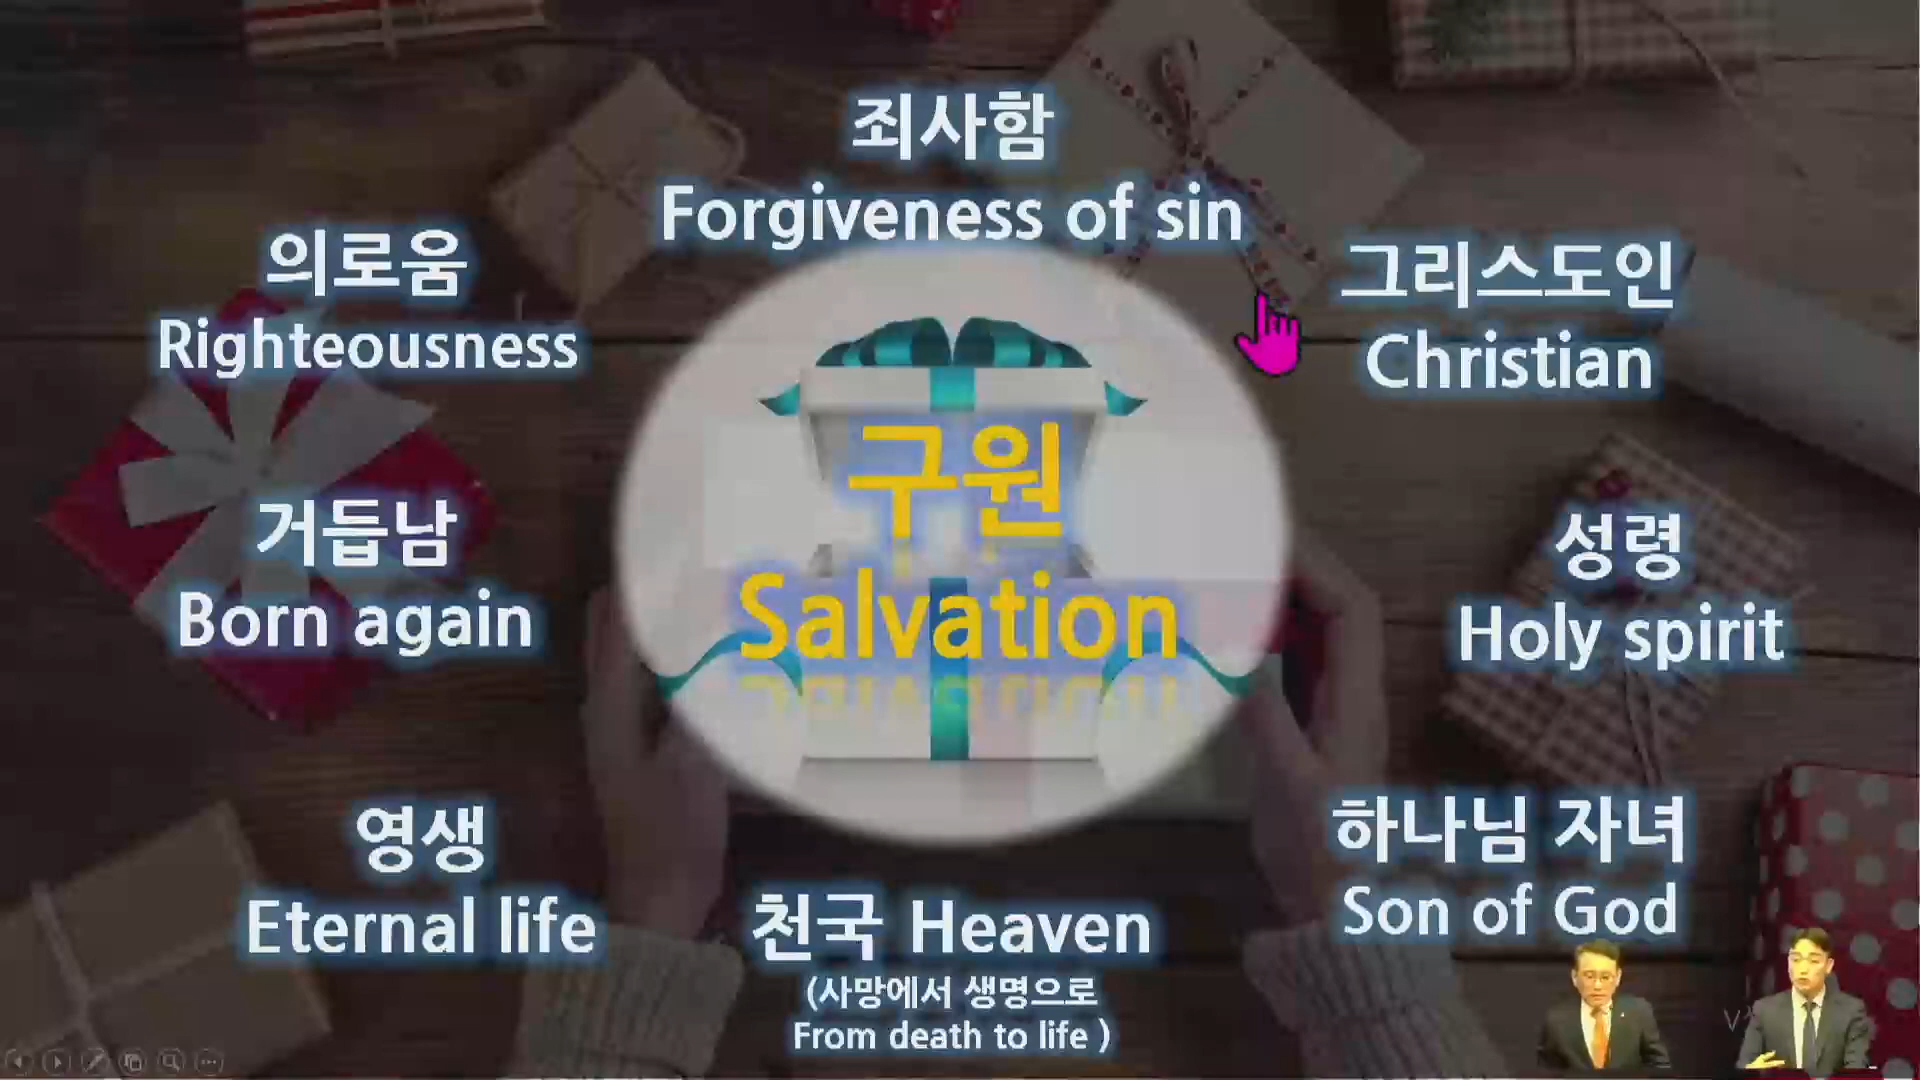 죄사함
Forgiveness of sin
의로움
Righteousness
그리스도인
Christian
구원
Salvation
거듭남
Born again
성령
Holy spirit
영생
Eternal life
천국 Heaven
(사망에서 생명으로
From death to life )
하나님 자녀
Son of God